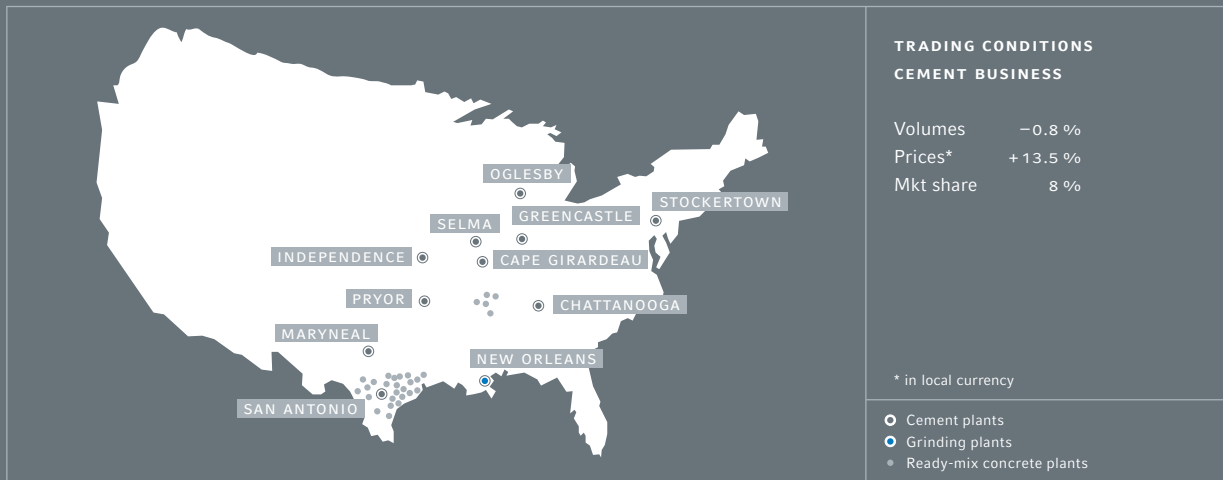 TRADING CONDITIONS
CEMENT BUSINESS
Volumes −0.8 %
Prices* +13.5 %
Mkt share 8 %
* in local currency
Cement plants
Grinding plants
Ready-mix concrete plants
OGLESBY
STOCKERTOWN
GREENCASTLE
SELMA
INDEPENDENCE
CAPE GIRARDEAU
PRYOR
CHATTANOOGA
MARYNEAL
NEW ORLEANS
SAN ANTONIO